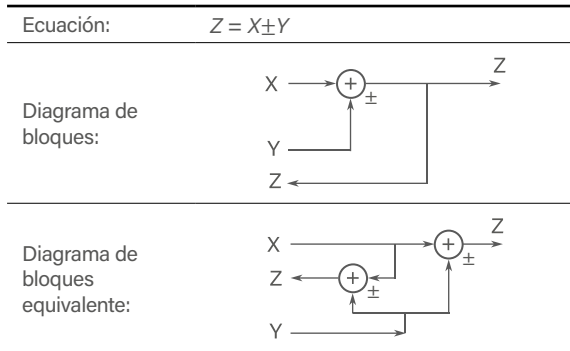 Ecuación: Z = X±Y
Diagrama de
bloques:
X
+
±
Z
Y
Z
Diagrama de
bloques
equivalente:
X
+
±
Z
Z
+
±
Y